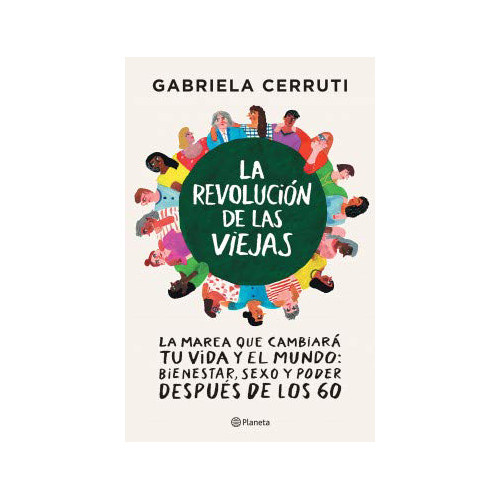 GABRIELA CERRUTI
LA
REVOLUCIÓN
DE LAS
VIEJAS
LA MAREA QUE CAMBIARÁ
TU VIDA Y EL MUNDO:
BIENESTAR, SEXO Y PODER
DESPUÉS DE LOS 60
Planeta